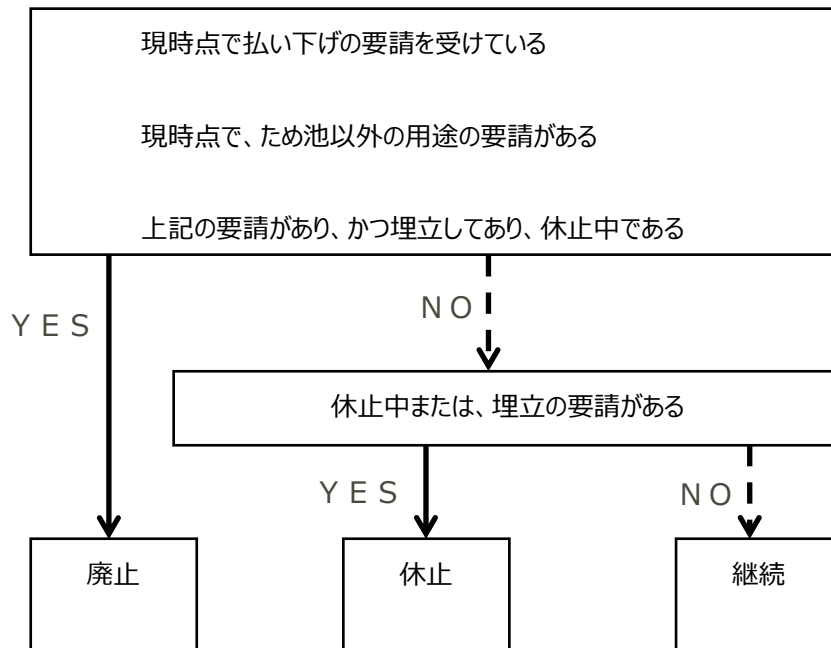 現時点で払い下げの要請を受けている
現時点で、ため池以外の用途の要請がある
上記の要請があり、かつ埋立してあり、休止中である
ＹＥＳ
ＮＯ
休止中または、埋立の要請がある
ＹＥＳ
ＮＯ
廃止
休止
継続